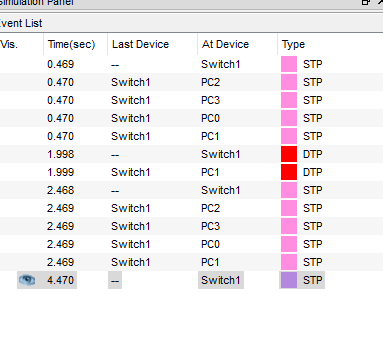 Simulation Panel
Event List
Vis. Time(sec) Last Device At Device Type
0.469 -- Switch1 STP
0.470 Switch1 PC2 STP
0.470 Switch1 PC3 STP
0.470 Switch1 PC0 STP
0.470 Switch1 PC1 STP
1.998 -- Switch1 DTP
1.999 Switch1 PC1 DTP
2.468 -- Switch1 STP
2.469 Switch1 PC2 STP
2.469 Switch1 PC3 STP
2.469 Switch1 PC0 STP
2.469 Switch1 PC1 STP
4.470 -- Switch1 STP